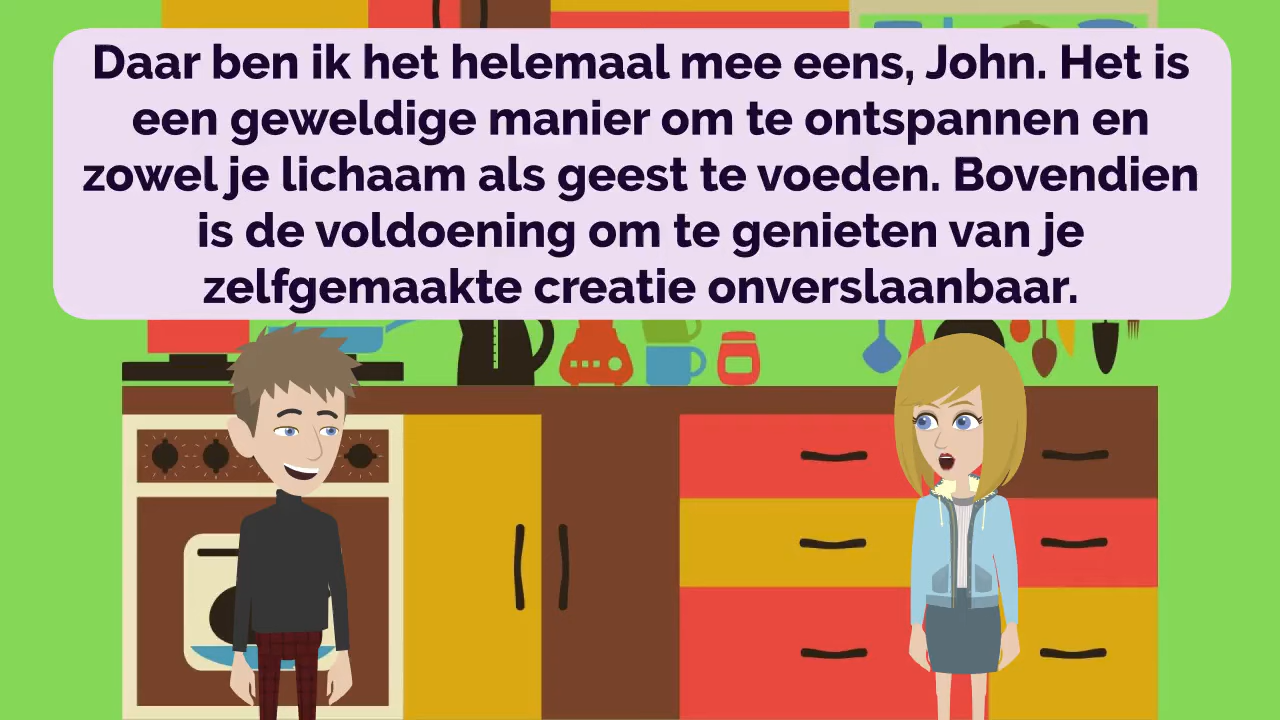 Daar ben ik het helemaal mee eens, John. Het is
een geweldige manier om te ontspannen en
zowel je lichaam als geest te voeden. Bovendien
is de voldoening om te genieten van je
zelfgemaakte creatie onverslaanbaar.